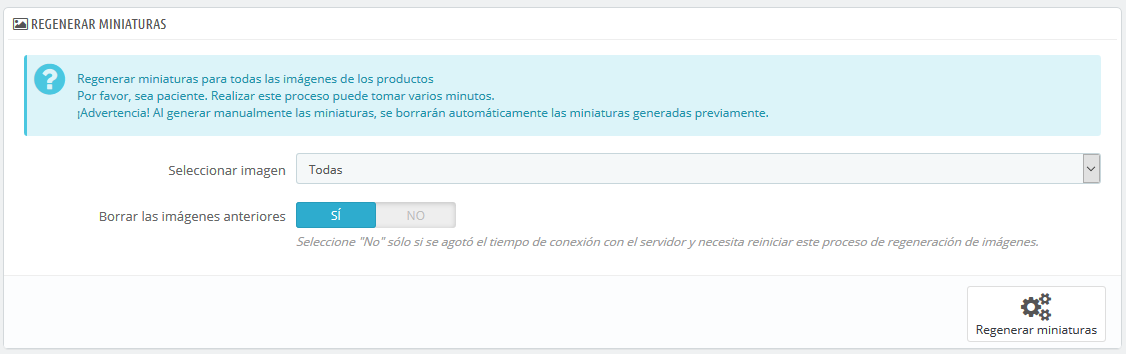 REGENERAR MINIATURAS
Regenerar miniaturas para todas las imágenes de los productos
Por favor, sea paciente. Realizar este proceso puede tomar varios minutos.
¡Advertencia! Al generar manualmente las miniaturas, se borrarán automáticamente las miniaturas generadas previamente.
Seleccionar imagen Todas
Borrar las imágenes anteriores SÍ NO
Seleccione "No" sólo si se agotó el tiempo de conexión con el servidor y necesita reiniciar este proceso de regeneración de imágenes.
Regenerar miniaturas